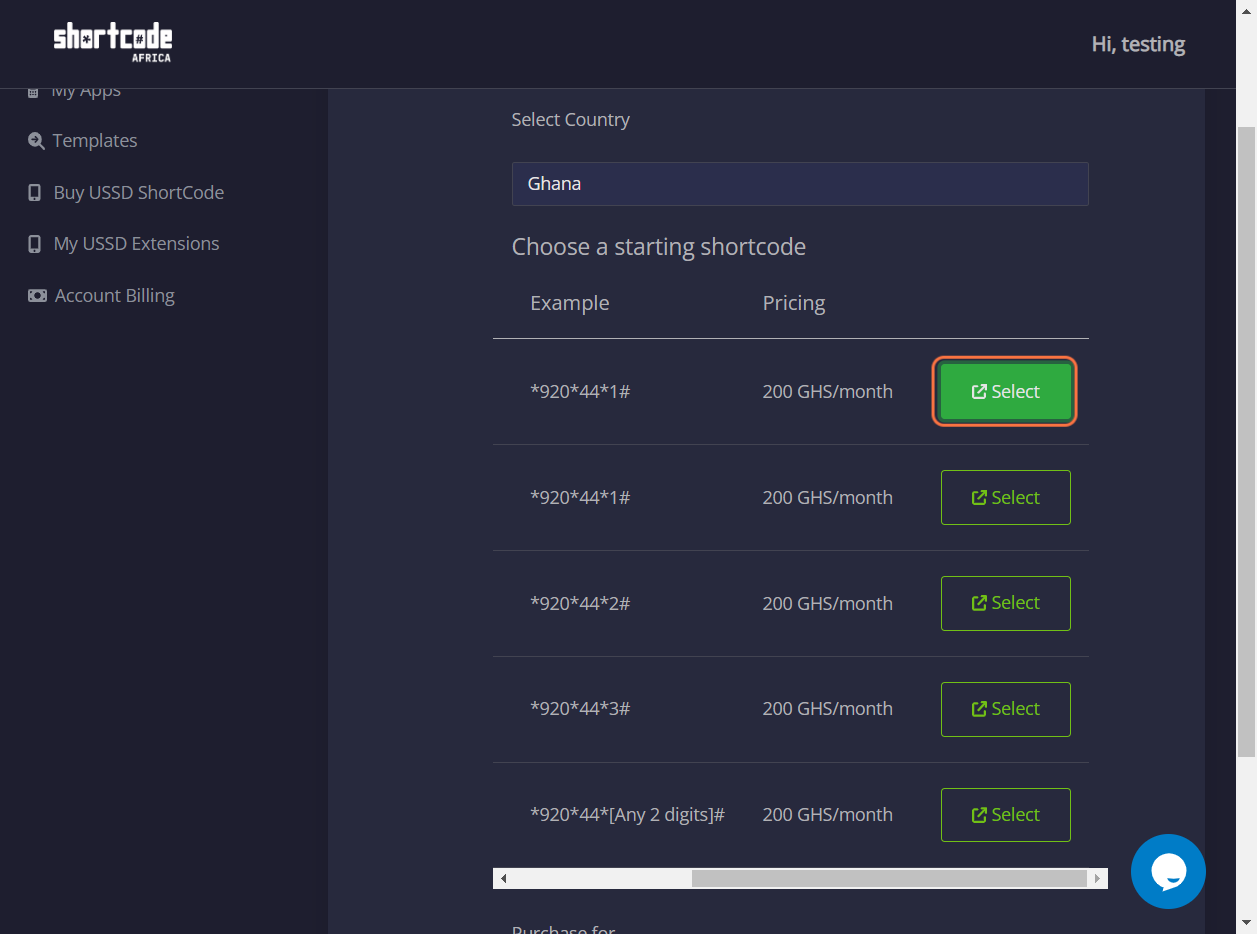 shortcode
AFRICA
Hi, testing
My Apps
Templates
Buy USSD ShortCode
My USSD Extensions
Account Billing
Select Country
Ghana
Choose a starting shortcode
Example Pricing
*920*44*1# 200 GHS/month Select
*920*44*1# 200 GHS/month Select
*920*44*2# 200 GHS/month Select
*920*44*3# 200 GHS/month Select
*920*44*[Any 2 digits]# 200 GHS/month Select
Purchase for